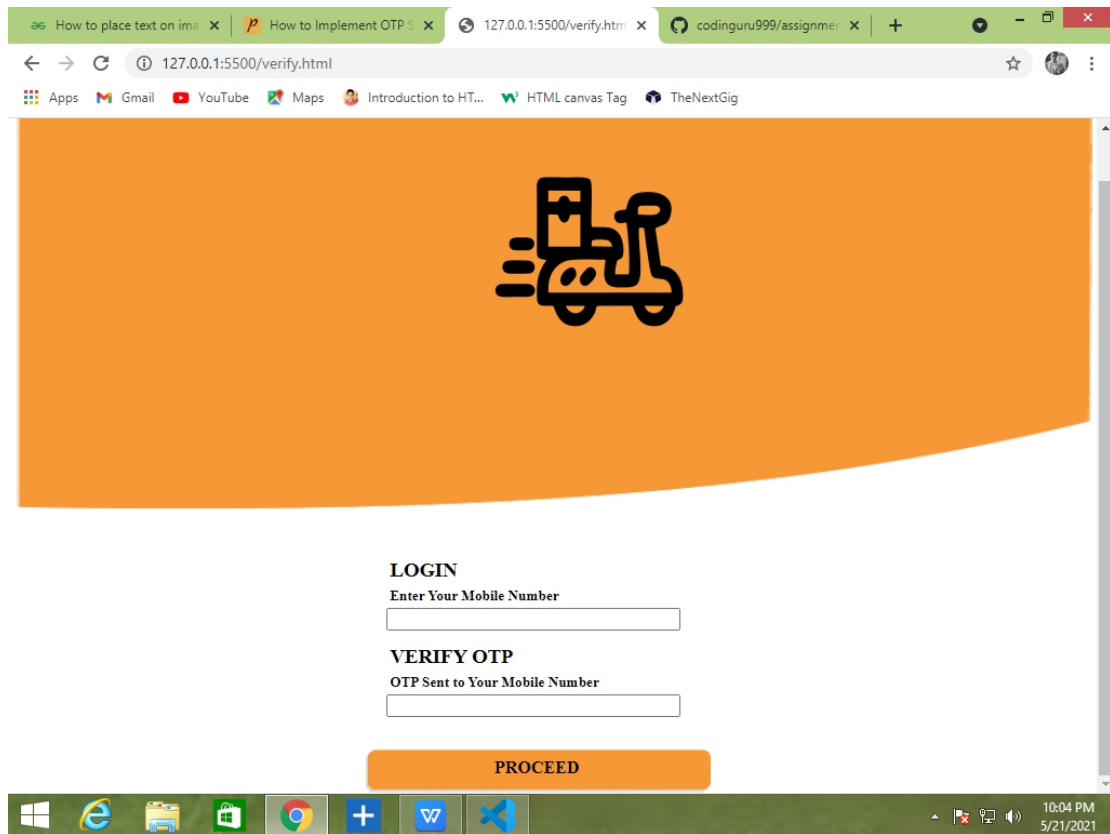 How to place text on ima
How to Implement OTP S
127.0.0.1:5500/verify.htm
codinguru999/assignmen
127.0.0.1:5500/verify.html
Apps
Gmail
YouTube
Maps
Introduction to HT...
HTML canvas Tag
TheNextGig
LOGIN
Enter Your Mobile Number
VERIFY OTP
OTP Sent to Your Mobile Number
PROCEED
10:04 PM
5/21/2021